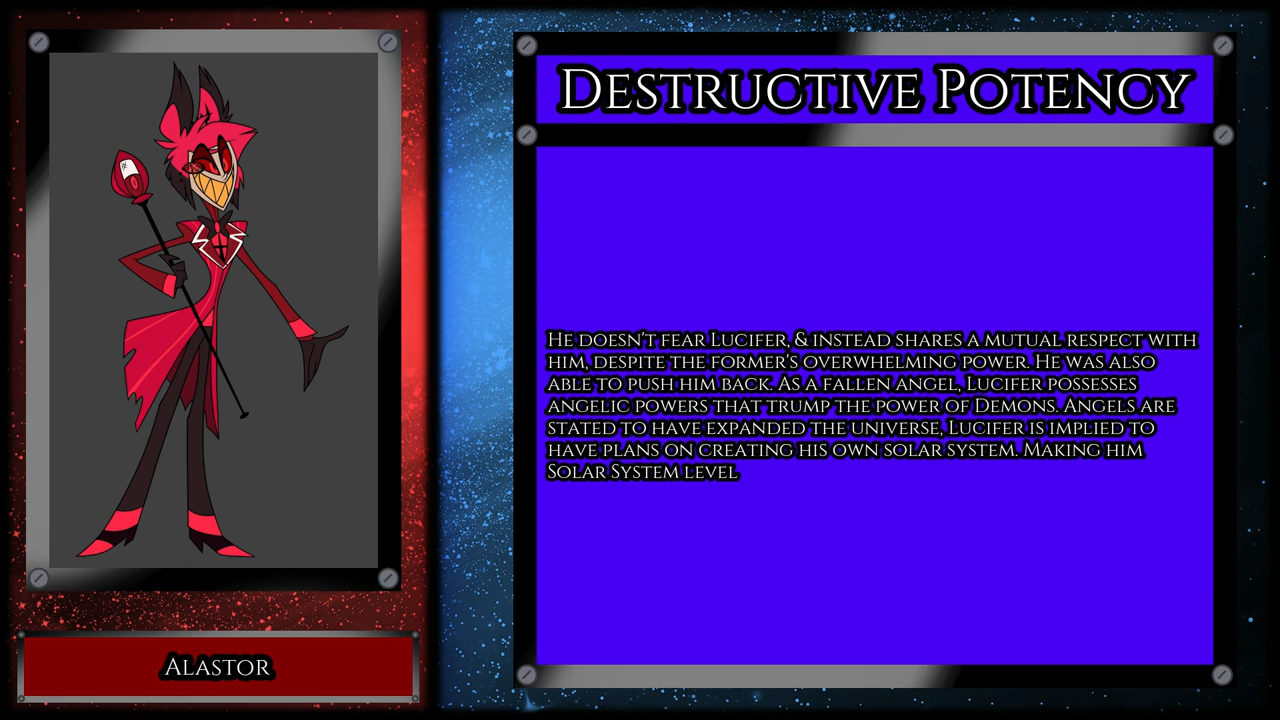 Destructive Potency
He doesn't fear Lucifer, & instead shares a mutual respect with
him, despite the former's overwhelming power. He was also
able to push him back. As a fallen angel, Lucifer possesses
angelic powers that trump the power of Demons. Angels are
stated to have expanded the universe, Lucifer is implied to
have plans on creating his own solar system. Making him
Solar System level
Alastor